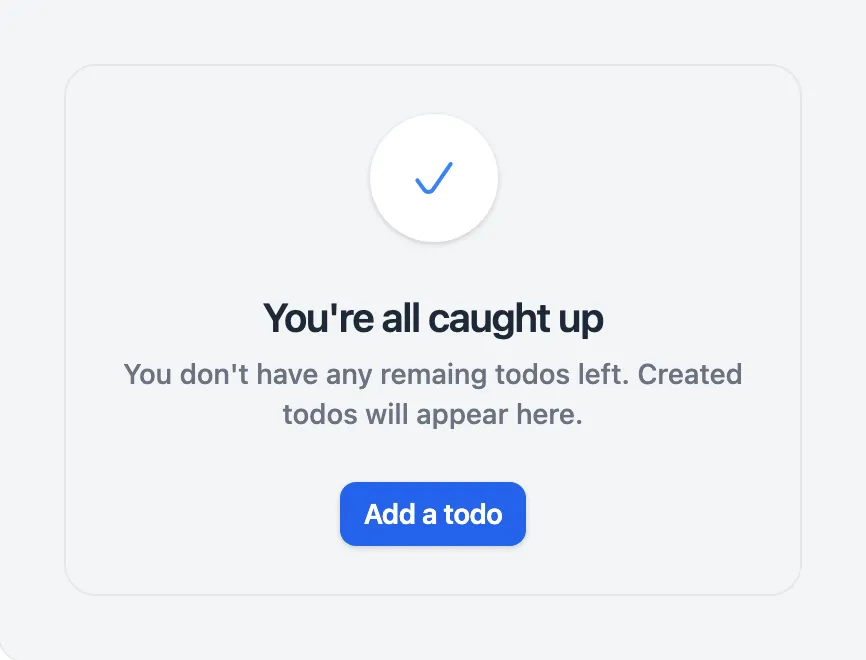 You're all caught up
You don't have any remaing todos left. Created
todos will appear here.
Add a todo